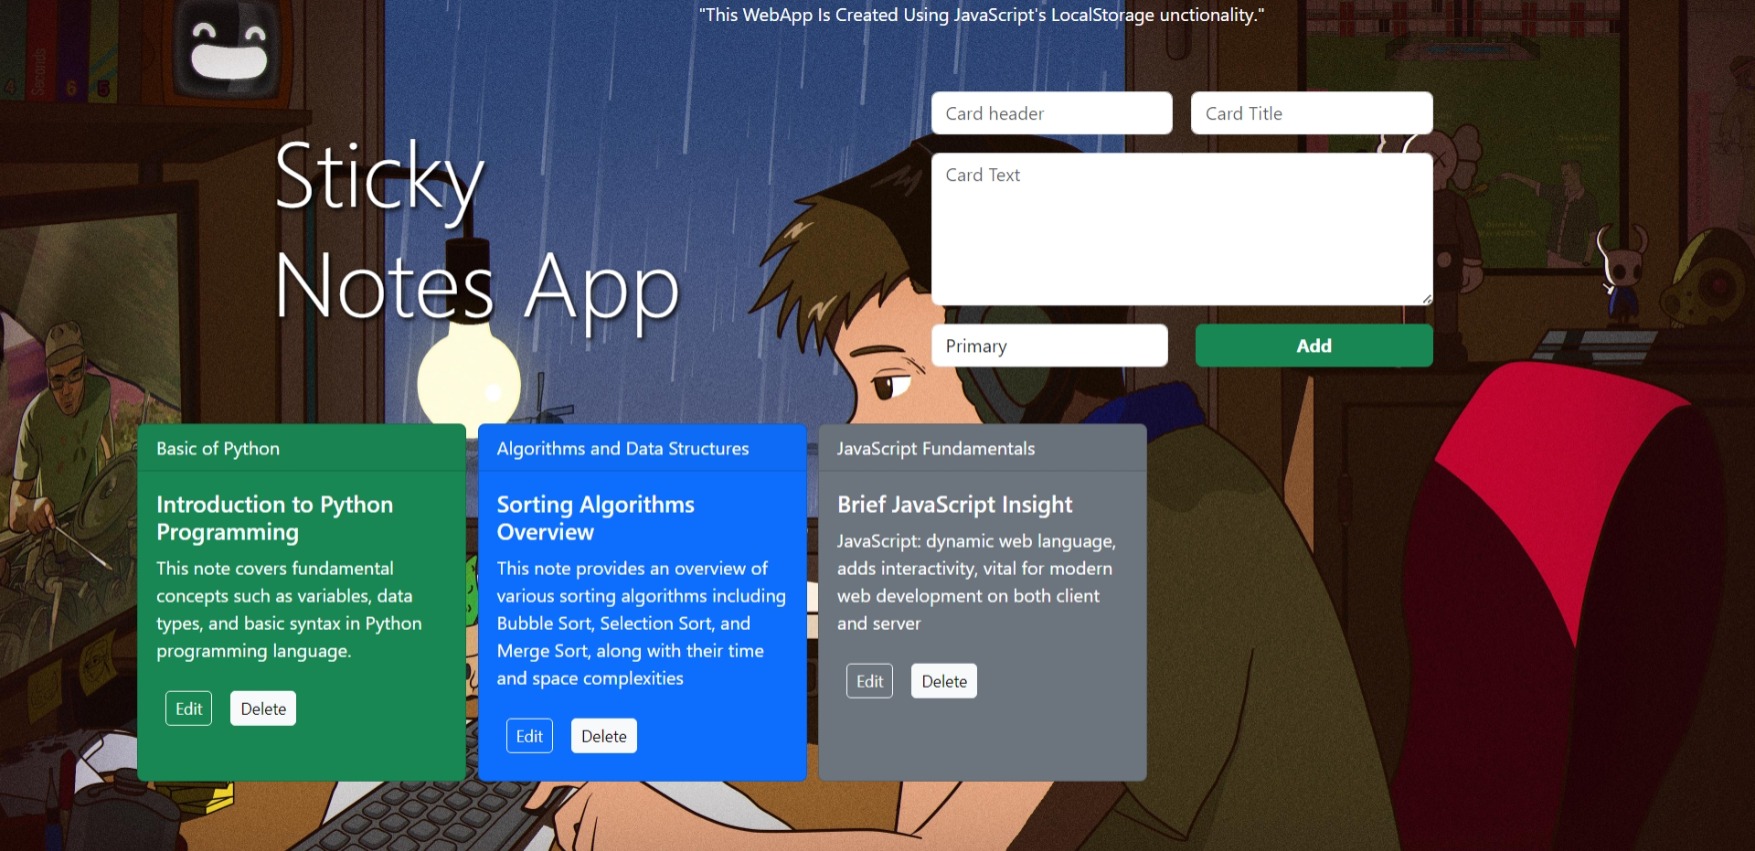 "This WebApp Is Created Using JavaScript's LocalStorage unctionality."
Sticky
Notes App
Card header
Card Title
Card Text
Primary
Add
Basic of Python
Introduction to Python
Programming
This note covers fundamental
concepts such as variables, data
types, and basic syntax in Python
programming language.
Edit
Delete
Algorithms and Data Structures
Sorting Algorithms
Overview
This note provides an overview of
various sorting algorithms including
Bubble Sort, Selection Sort, and
Merge Sort, along with their time
and space complexities
Edit
Delete
JavaScript Fundamentals
Brief JavaScript Insight
JavaScript: dynamic web language,
adds interactivity, vital for modern
web development on both client
and server
Edit
Delete
4
6
5